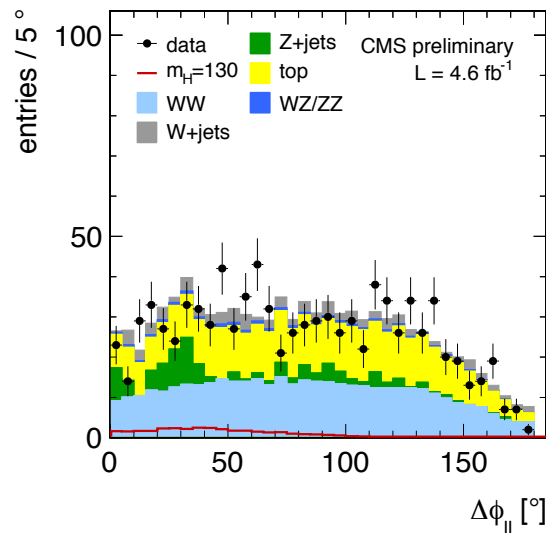 entries / 5 °
100
50
0
data
m_H=130
WW
W+jets
Z+jets
top
WZ/ZZ
CMS preliminary
L = 4.6 fb⁻¹
0 50 100 150
Δϕ_ll [°]